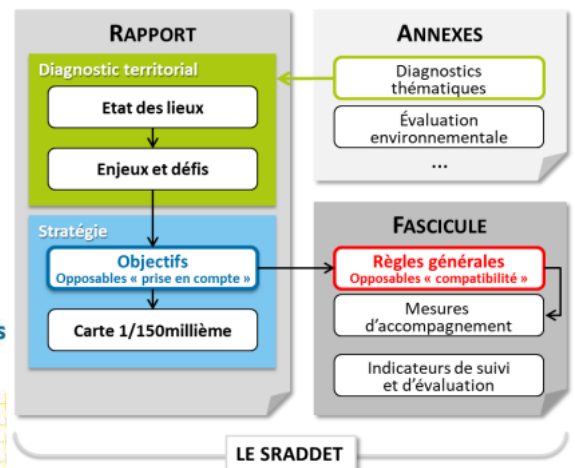 RAPPORT
Diagnostic territorial
Etat des lieux
Enjeux et défis
Stratégie
Objectifs
Opposables « prise en compte »
Carte 1/150millième
s
ANNEXES
Diagnostics
thématiques
Évaluation
environnementale
...
FASCICULE
Règles générales
Opposables « compatibilité »
Mesures
d'accompagnement
Indicateurs de suivi
et d'évaluation
LE SRADDET